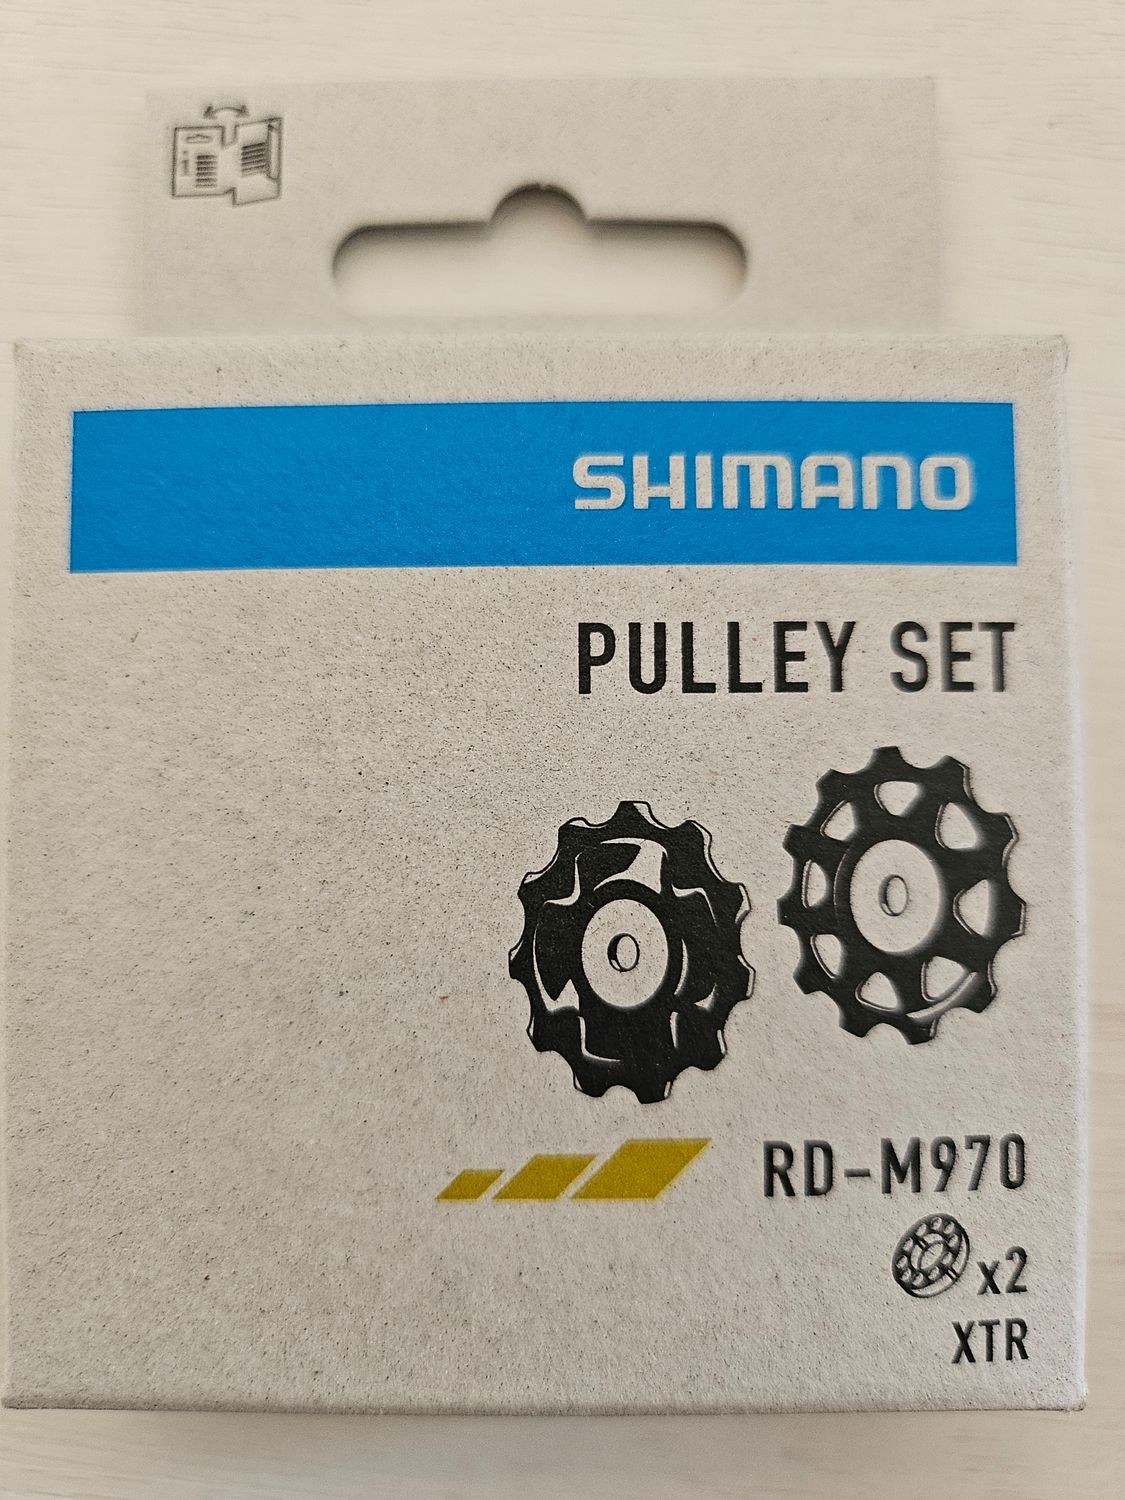 SHIMANO
PULLEY SET
RD-M970
x2
XTR